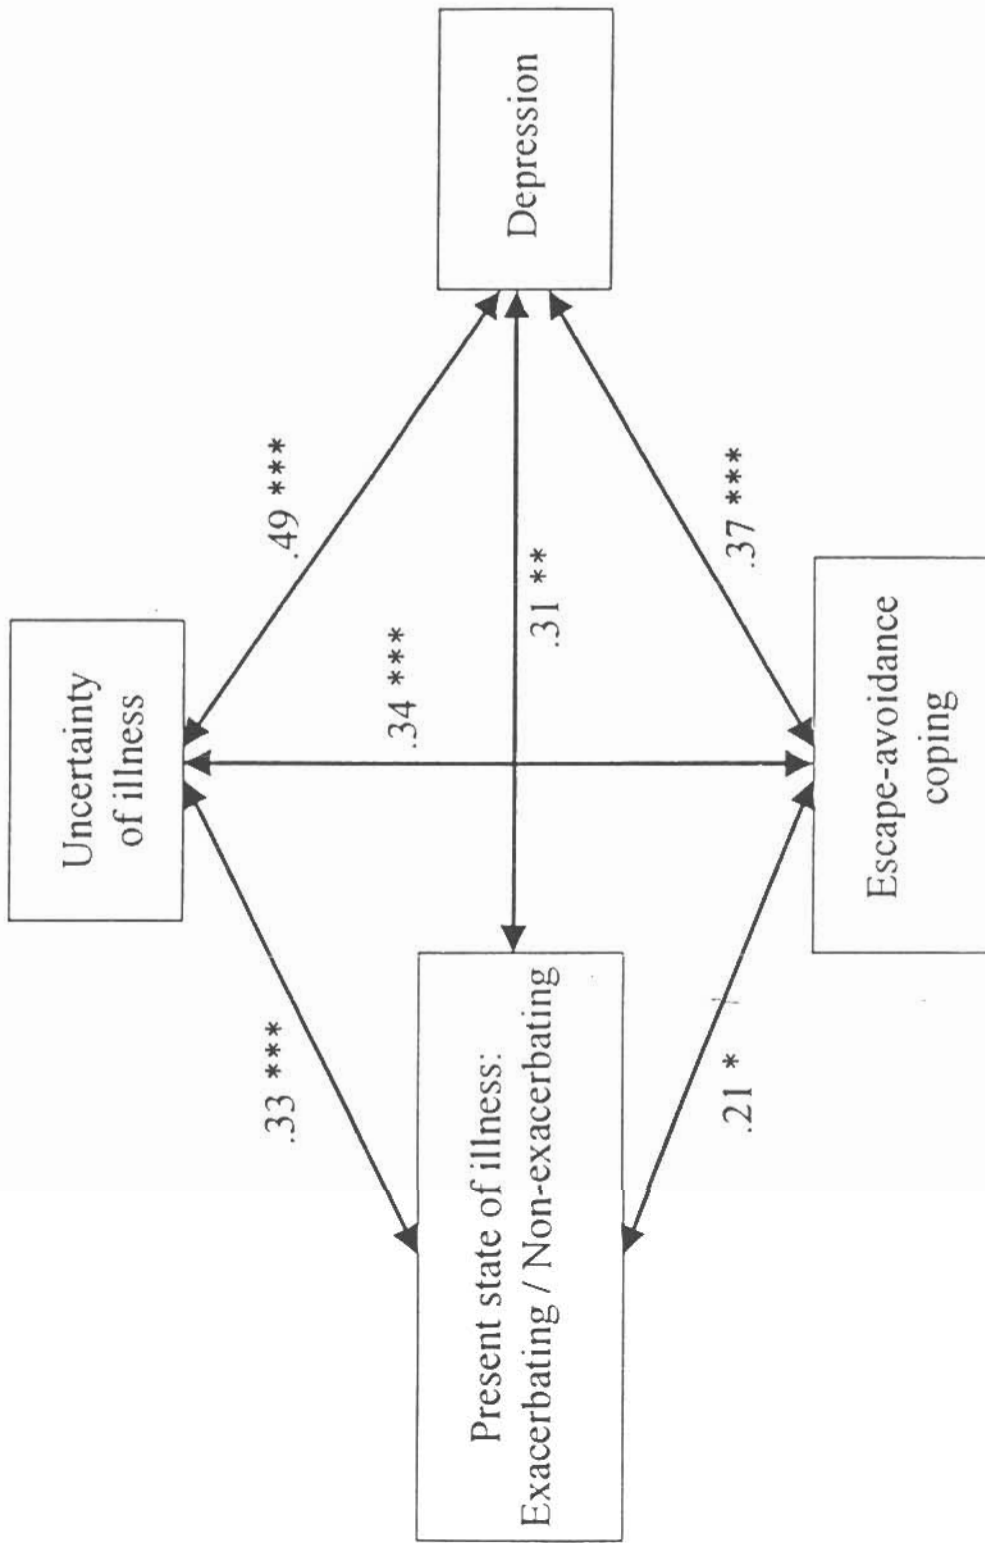 Uncertainty
of illness
.33 ***
.49 ***
.34 ***
Present state of illness:
Exacerbating / Non-exacerbating
.31 **
Depression
.21 *
.37 ***
Escape-avoidance
coping